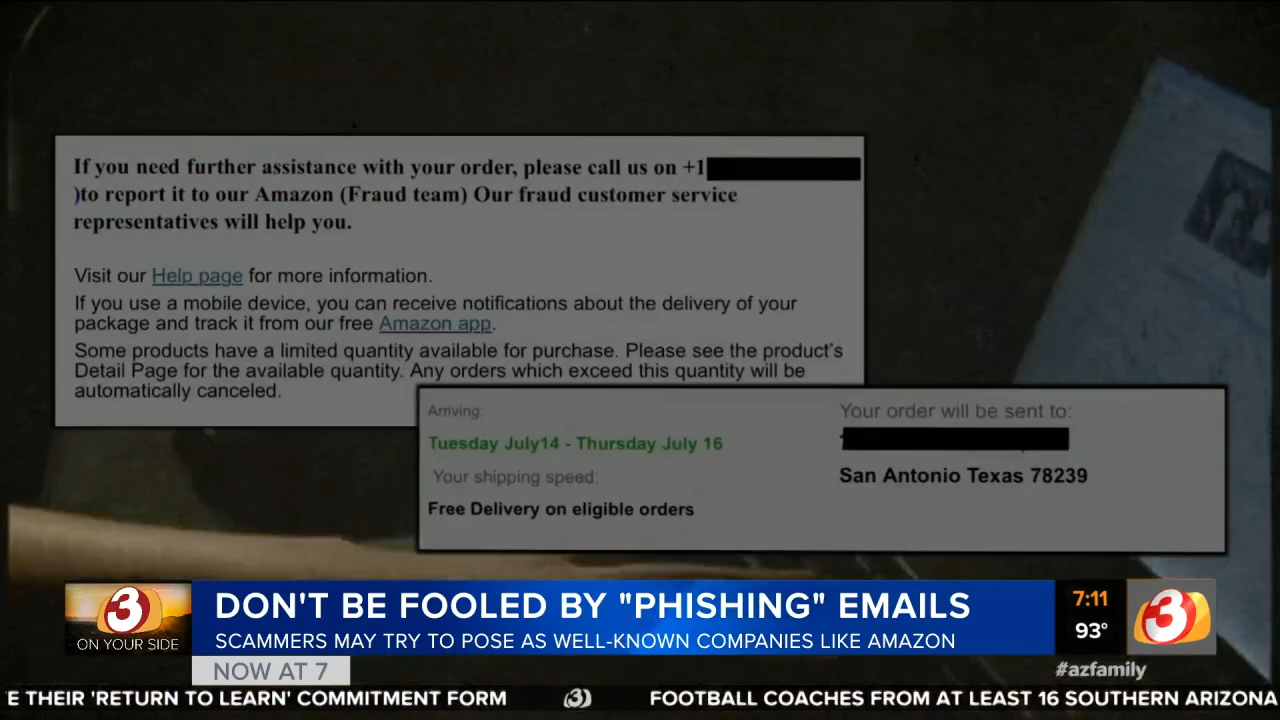 If you need further assistance with your order, please call us on +1
)to report it to our Amazon (Fraud team) Our fraud customer service
representatives will help you.
Visit our Help page for more information.
If you use a mobile device, you can receive notifications about the delivery of your
package and track it from our free Amazon app.
Some products have a limited quantity available for purchase. Please see the product's
Detail Page for the available quantity. Any orders which exceed this quantity will be
automatically canceled.
Arriving:
Tuesday July14 - Thursday July 16
Your shipping speed:
Free Delivery on eligible orders
Your order will be sent to:
San Antonio Texas 78239
3
ON YOUR SIDE
DON'T BE FOOLED BY "PHISHING" EMAILS
SCAMMERS MAY TRY TO POSE AS WELL-KNOWN COMPANIES LIKE AMAZON
7:11
93°
3
NOW AT 7
#azfamily
E THEIR 'RETURN TO LEARN' COMMITMENT FORM 3 FOOTBALL COACHES FROM AT LEAST 16 SOUTHERN ARIZONA